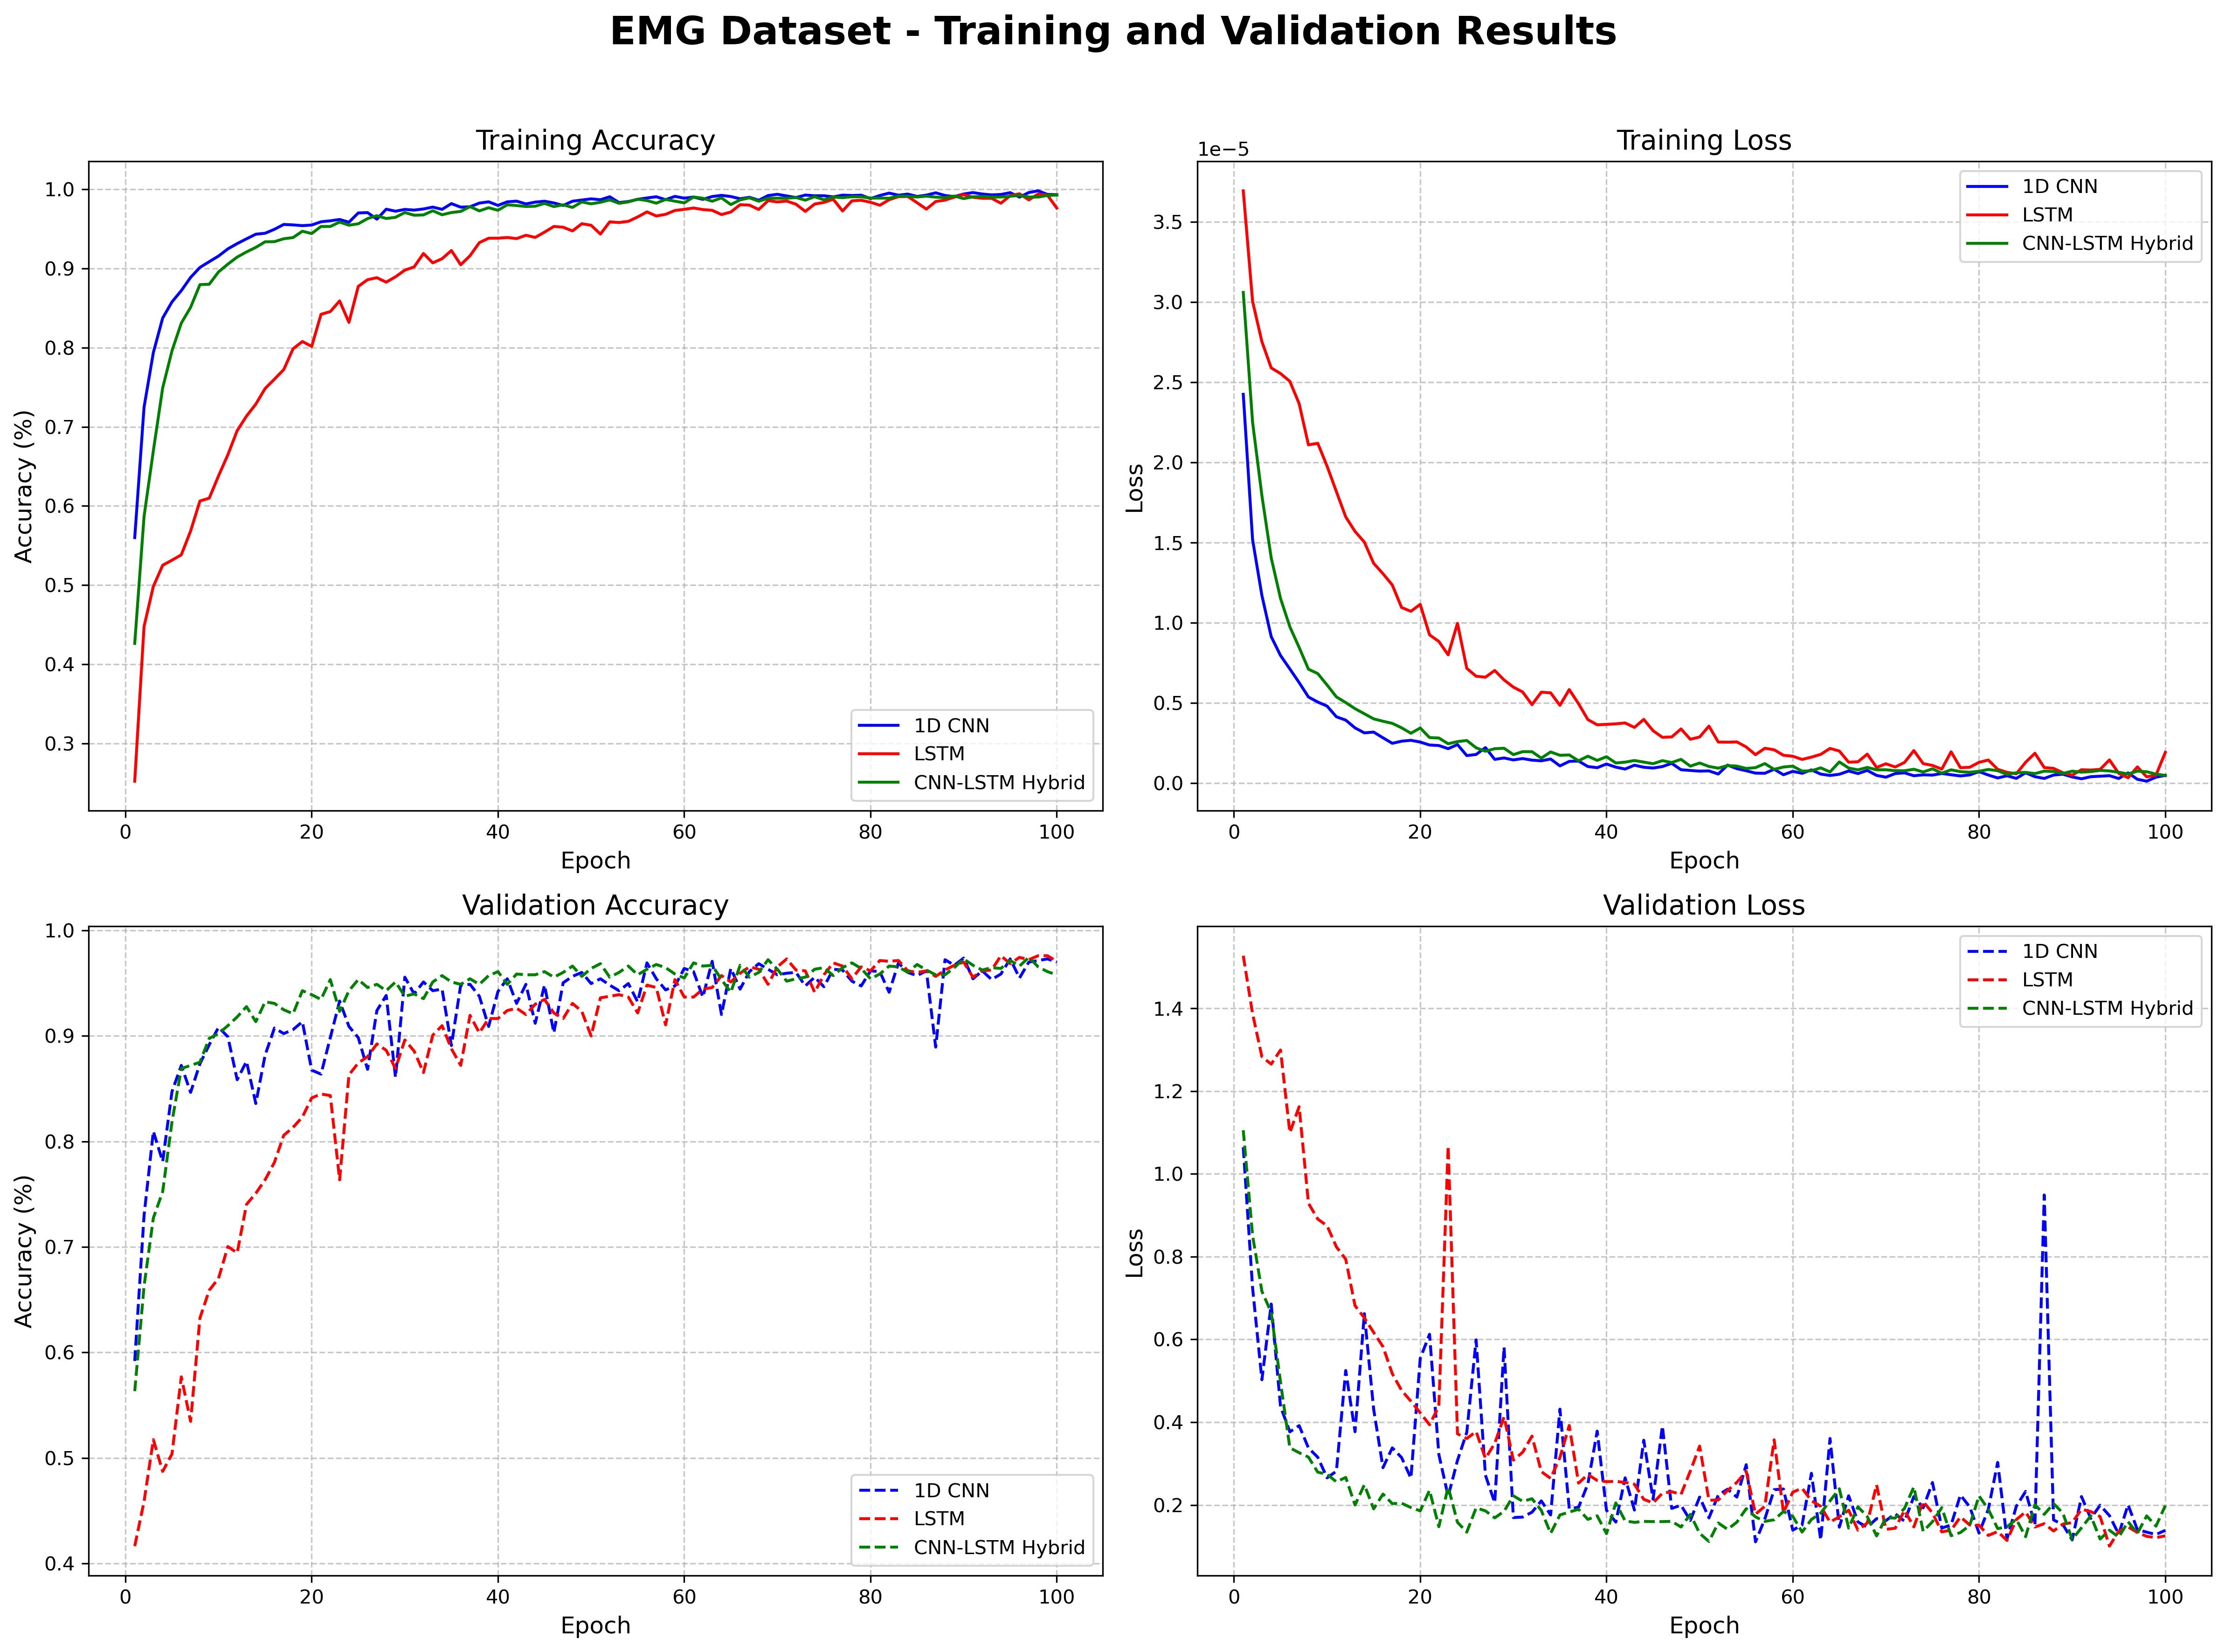 EMG Dataset - Training and Validation Results
Training Accuracy
Accuracy (%)
1.0
0.9
0.8
0.7
0.6
0.5
0.4
0.3
0 20 40 60 80 100
Epoch
1D CNN
LSTM
CNN-LSTM Hybrid
Training Loss
1e−5
Loss
3.5
3.0
2.5
2.0
1.5
1.0
0.5
0.0
0 20 40 60 80 100
Epoch
1D CNN
LSTM
CNN-LSTM Hybrid
Validation Accuracy
Accuracy (%)
1.0
0.9
0.8
0.7
0.6
0.5
0.4
0 20 40 60 80 100
Epoch
1D CNN
LSTM
CNN-LSTM Hybrid
Validation Loss
Loss
1.4
1.2
1.0
0.8
0.6
0.4
0.2
0 20 40 60 80 100
Epoch
1D CNN
LSTM
CNN-LSTM Hybrid